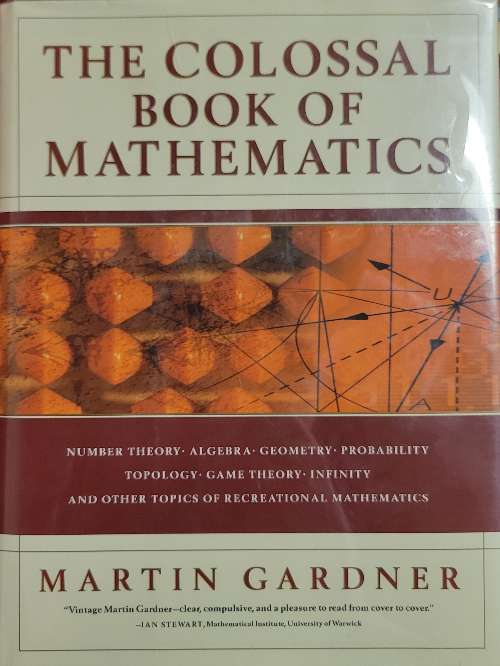 THE COLOSSAL
BOOK OF
MATHEMATICS
U
A
NUMBER THEORY· ALGEBRA· GEOMETRY· PROBABILITY
TOPOLOGY· GAME THEORY· INFINITY
AND OTHER TOPICS OF RECREATIONAL MATHEMATICS
MARTIN GARDNER
“Vintage Martin Gardner—clear, compulsive, and a pleasure to read from cover to cover.”
—IAN STEWART, Mathematical Institute, University of Warwick